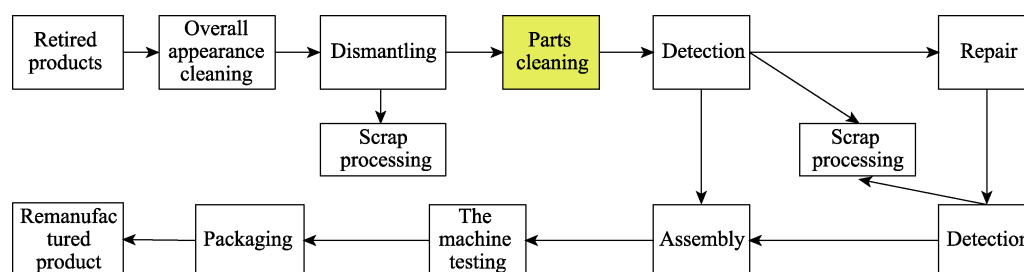 Retired
products
Overall
appearance
cleaning
Dismantling
Parts
cleaning
Detection
Repair
Scrap
processing
Scrap
processing
Remanufac
tured
product
Packaging
The
machine
testing
Assembly
Detection